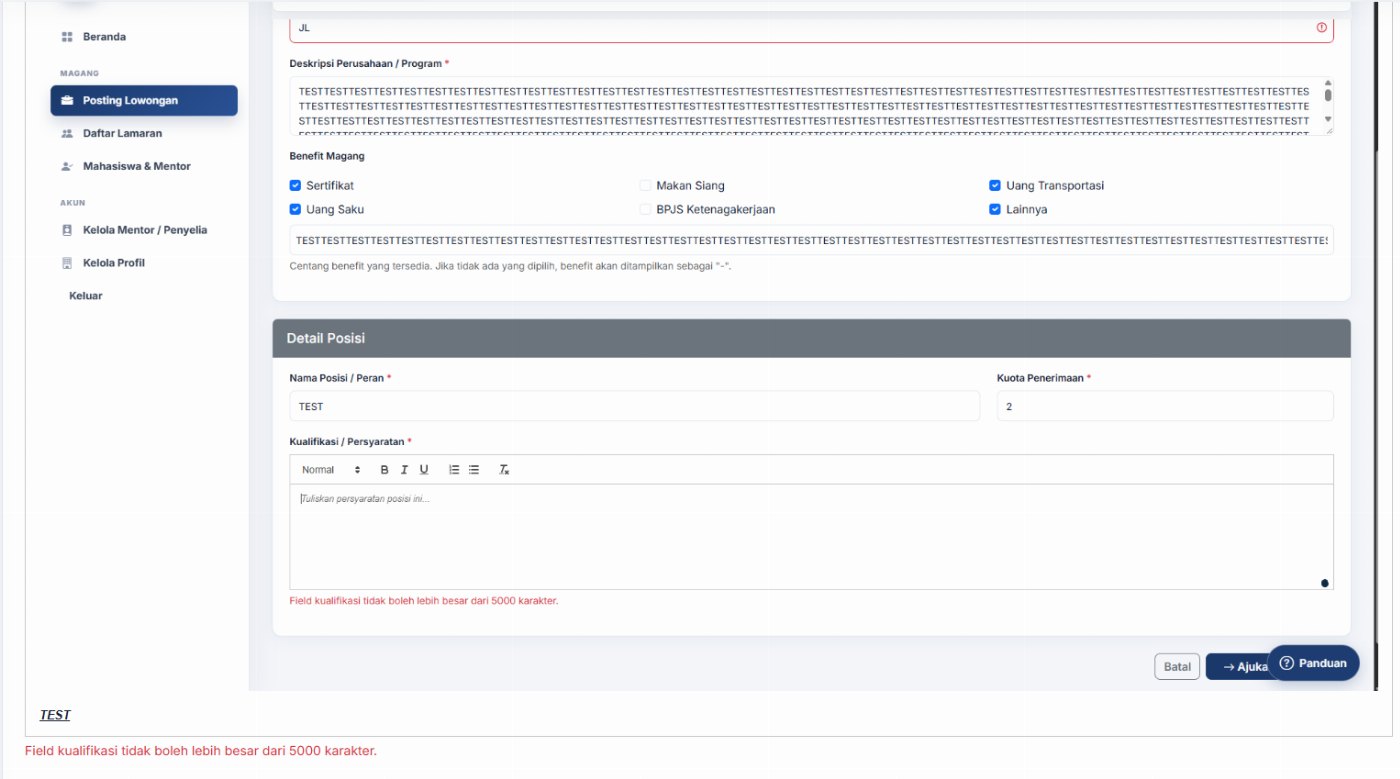 Beranda
MAGANG
Posting Lowongan
Daftar Lamaran
Mahasiswa & Mentor
AKUN
Kelola Mentor / Penyelia
Kelola Profil
Keluar
JL
Deskripsi Perusahaan / Program *
Benefit Magang
Sertifikat
Makan Siang
Uang Transportasi
Uang Saku
BPJS Ketenagakerjaan
Lainnya
Centang benefit yang tersedia. Jika tidak ada yang dipilih, benefit akan ditampilkan sebagai "-".
Detail Posisi
Nama Posisi / Peran *
Kuota Penerimaan *
TEST
2
Kualifikasi / Persyaratan *
Normal
B I U
Tuliskan persyaratan posisi ini...
Field kualifikasi tidak boleh lebih besar dari 5000 karakter.
Batal
→ Ajuka
Panduan
TEST
Field kualifikasi tidak boleh lebih besar dari 5000 karakter.